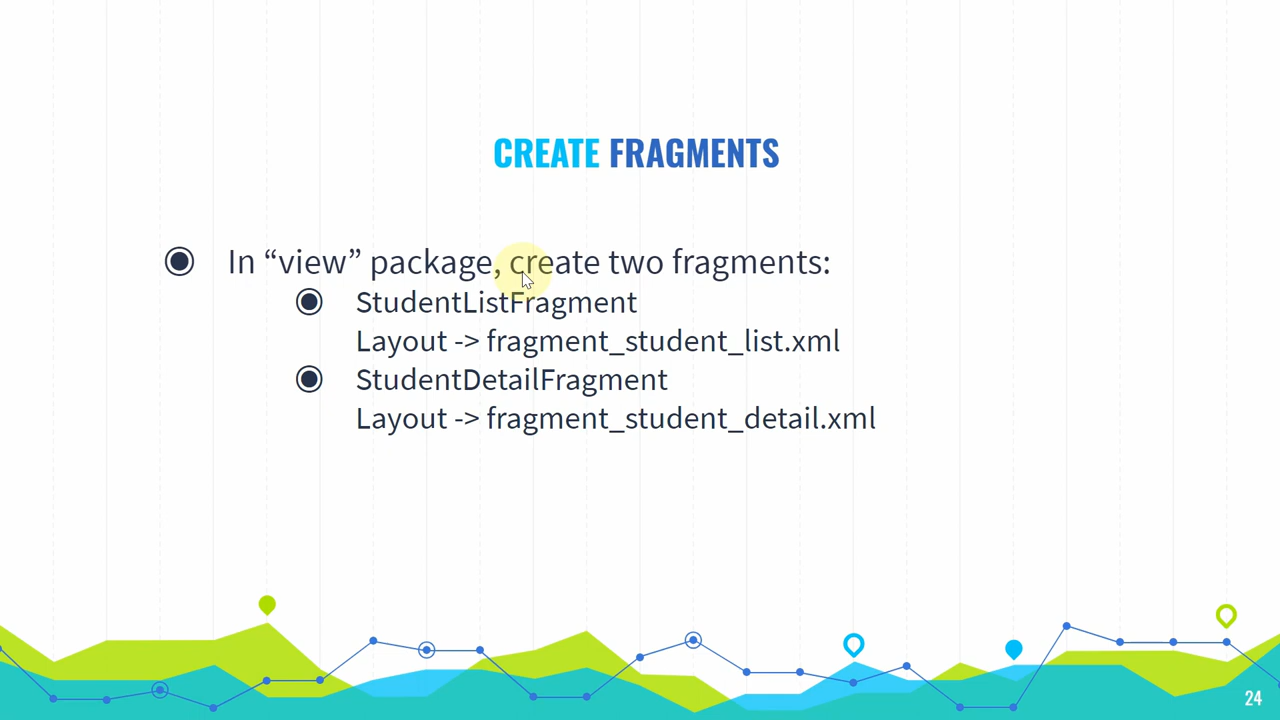 CREATE FRAGMENTS
In “view” package, create two fragments:
StudentListFragment
Layout -> fragment_student_list.xml
StudentDetailFragment
Layout -> fragment_student_detail.xml
24